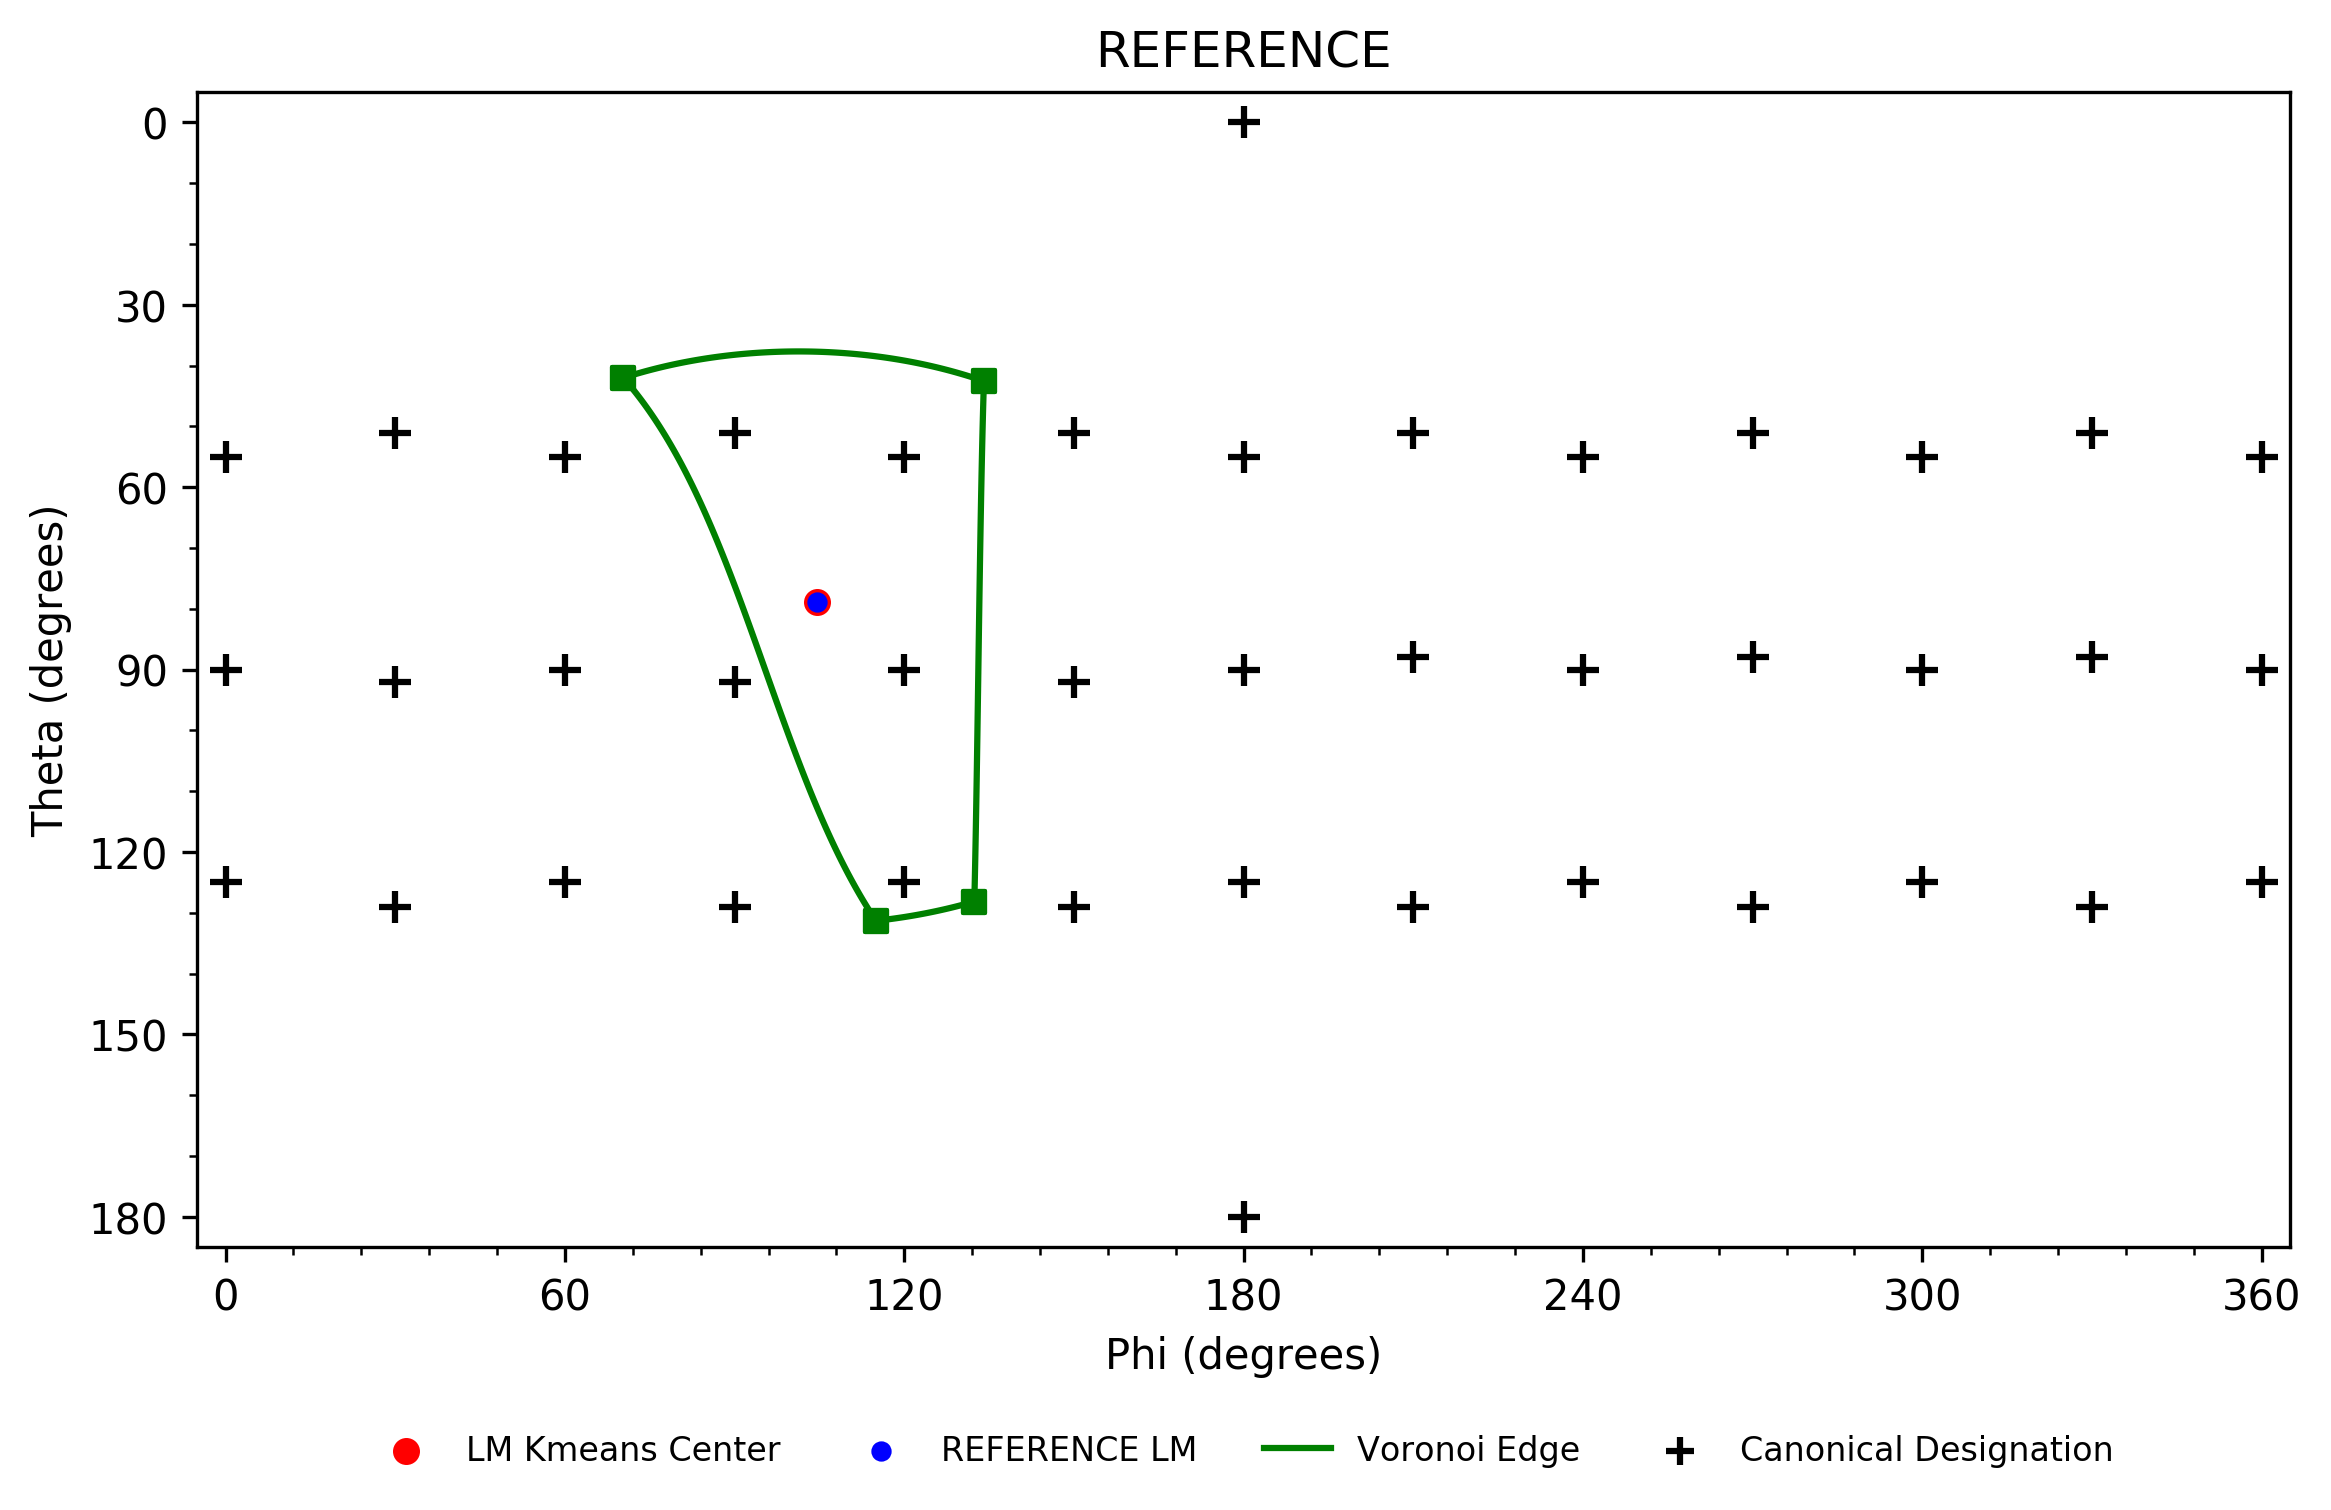 REFERENCE
0
30
60
90
120
150
180
Theta (degrees)
0 60 120 180 240 300 360
Phi (degrees)
LM Kmeans Center REFERENCE LM Voronoi Edge Canonical Designation